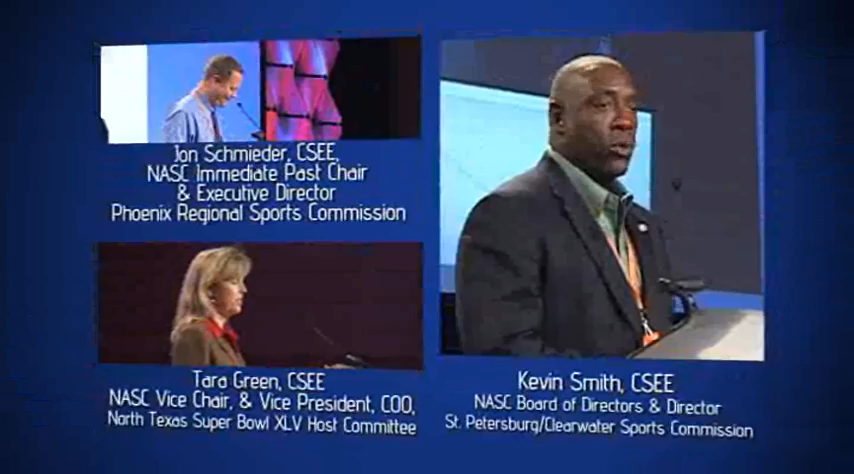 Jon Schmieder, CSEE,
NASC Immediate Past Chair
& Executive Director
Phoenix Regional Sports Commission
Tara Green, CSEE
NASC Vice Chair, & Vice President, COO,
North Texas Super Bowl XLV Host Committee
Kevin Smith, CSEE
NASC Board of Directors & Director
St. Petersburg/Clearwater Sports Commission